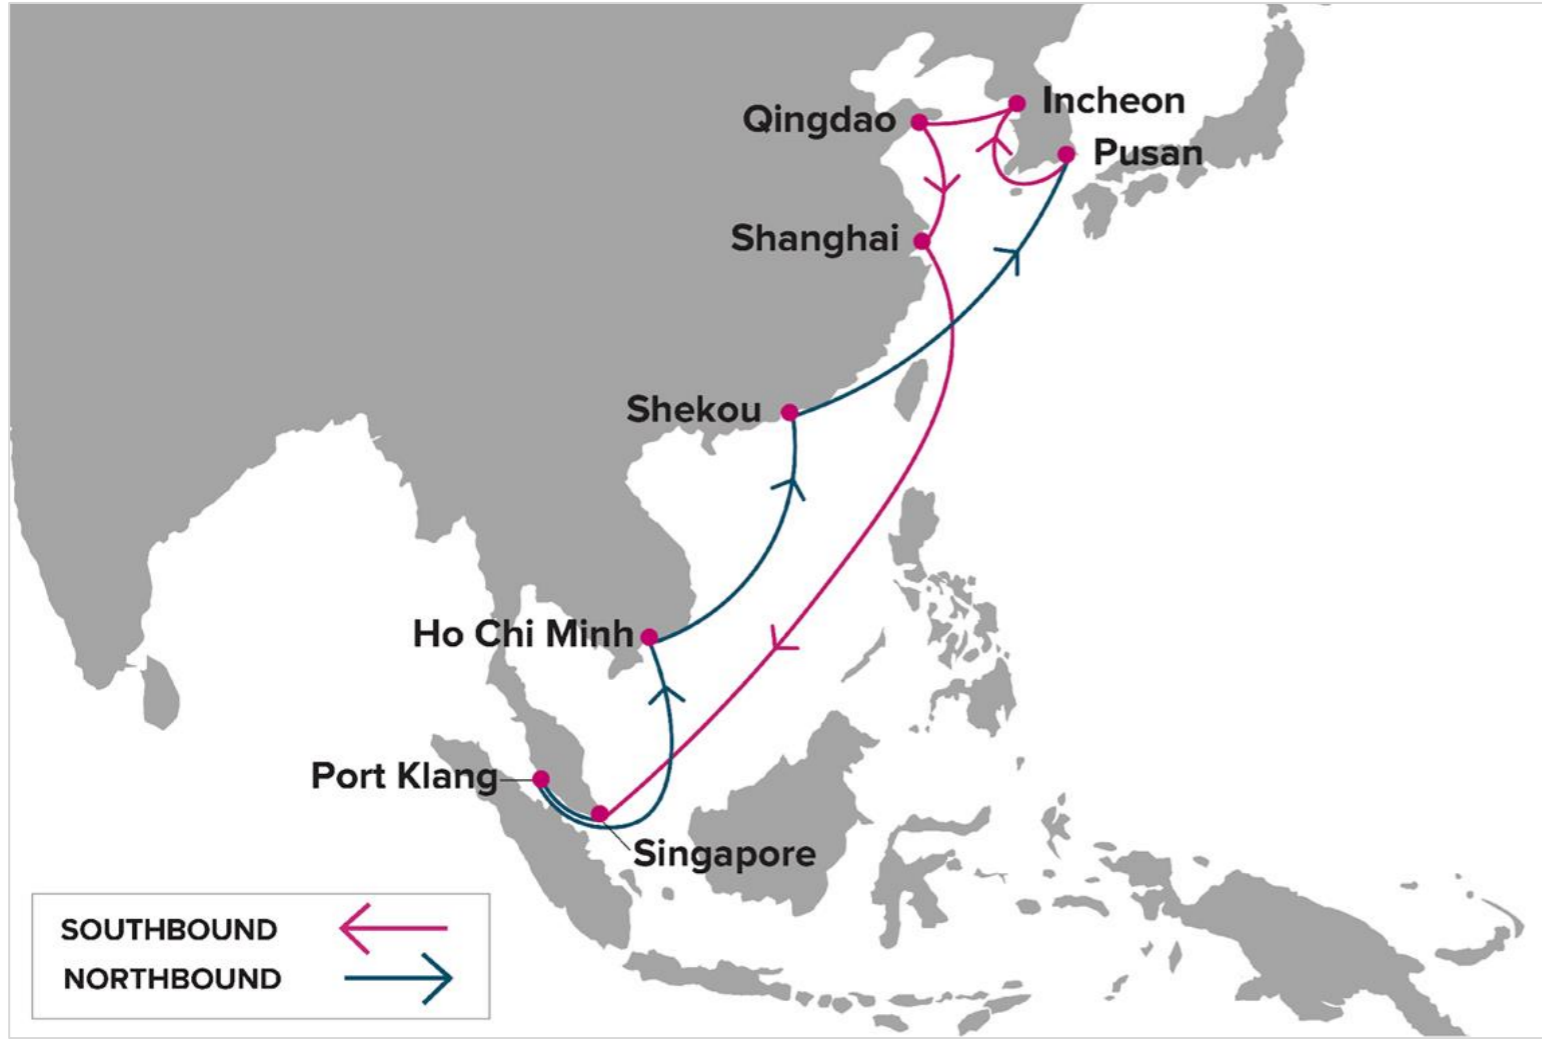 Incheon
Qingdao
Pusan
Shanghai
Shekou
Ho Chi Minh
Port Klang
Singapore
SOUTHBOUND
NORTHBOUND